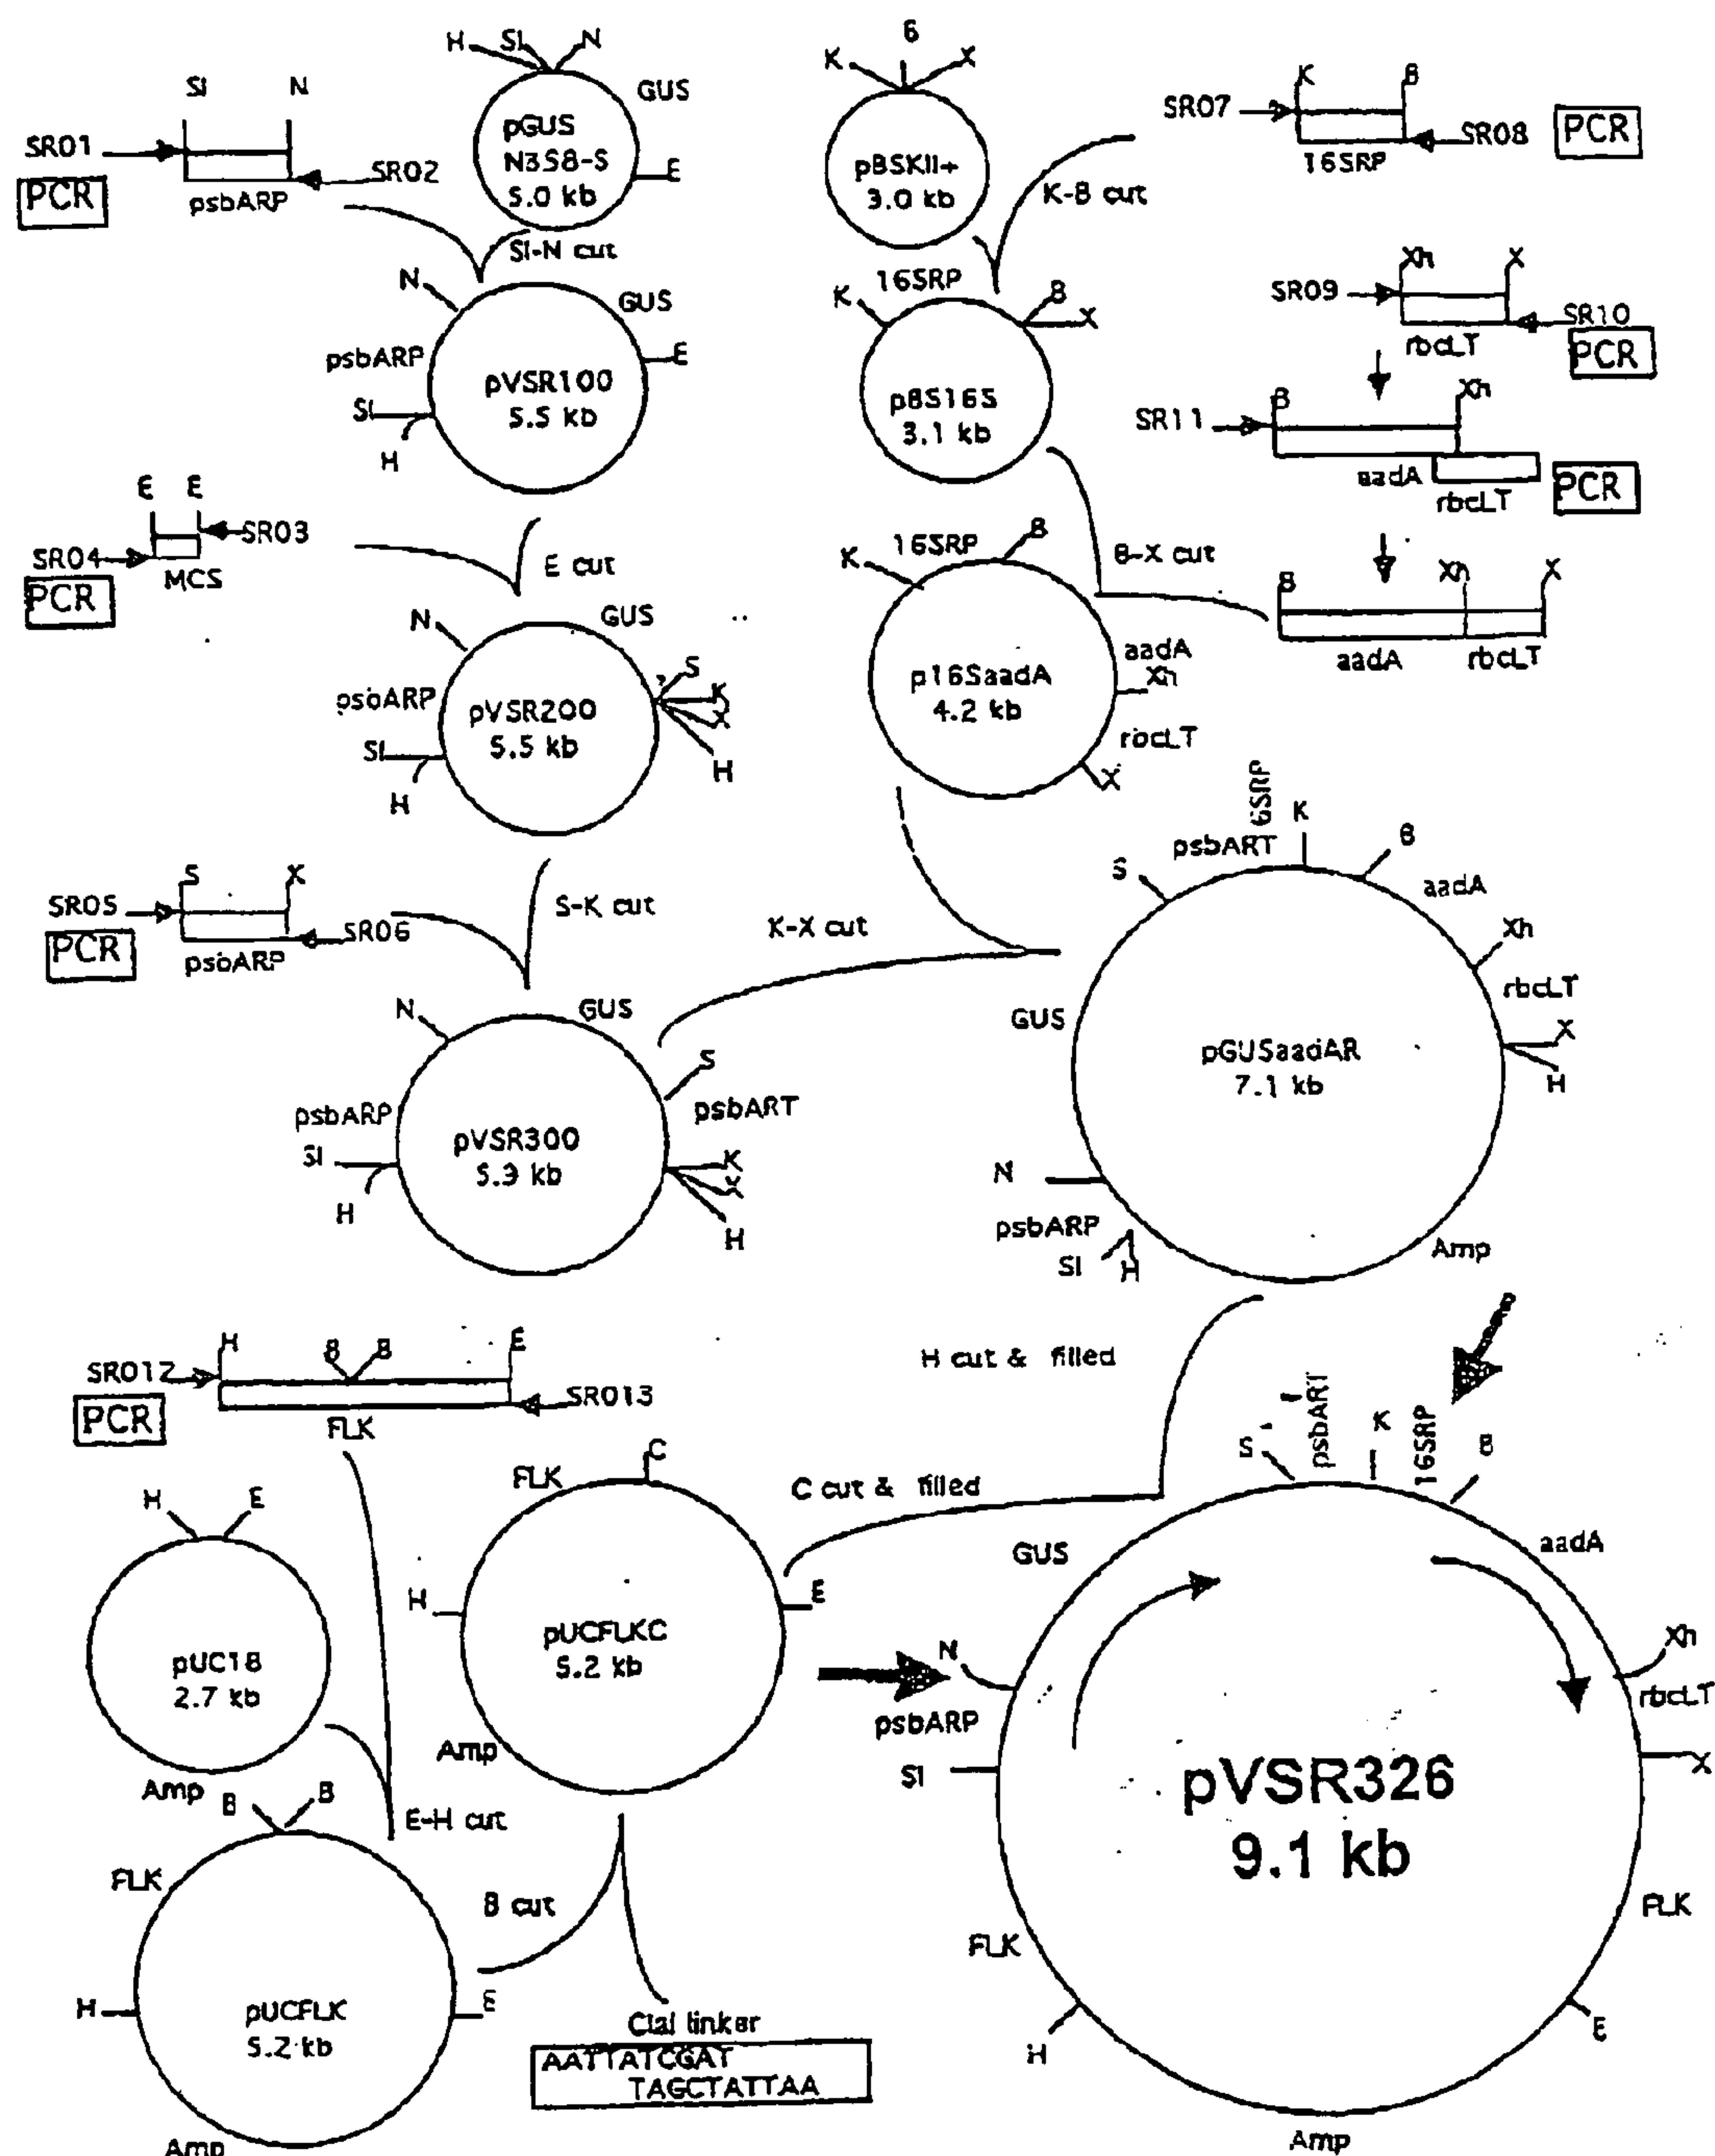 H SI N
GUS
pGUS
N3S8-S
5.0 kb
E
SI N
SR01
SR02
PCR
psbARP
SI-N cut
N
GUS
psbARP
E
pVSR100
5.5 kb
SI
H
E E
SR03
SR04
PCR
MCS
E cut
N
GUS
S
K
X
H
psbARP
pVSR200
5.5 kb
SI
H
S X
SR05
SR06
PCR
psbARP
S-K cut
N
GUS
S
psbARP
psbART
pVSR300
5.9 kb
SI
H
K
X
H
K B X
pBSKII+
3.0 kb
K B
SR07
SR08
PCR
16SRP
K-B cut
16SRP
K
B
X
pBS16S
3.1 kb
Xh X
SR09
SR10
rbcLT
PCR
B Xh
SR11
aadA
rbcLT
PCR
B-X cut
B Xh X
aadA rbcLT
16SRP
K
B
aadA
Xh
p16SaadA
4.2 kb
rbcLT
X
K-X cut
6SRP
psbART
K
B
S
aadA
Xh
rbcLT
X
H
GUS
pGUSaadAR
7.1 kb
N
psbARP
SI H
Amp
H B B E
SR012
SR013
PCR
FLK
H cut & filled
C cut & filled
H E
pUC18
2.7 kb
Amp
E-H cut
FLK
C
H
E
pUCFLKC
5.2 kb
Amp
B B
FLK
H
E
pUCFLK
5.2 kb
Amp
B cut
ClaI linker
AATTATCGAT
TAGCTATTAA
S
psbART
K
16SRP
B
GUS
aadA
N
Xh
psbARP
rbcLT
SI
X
pVSR326
9.1 kb
FLK
FLK
H
E
Amp